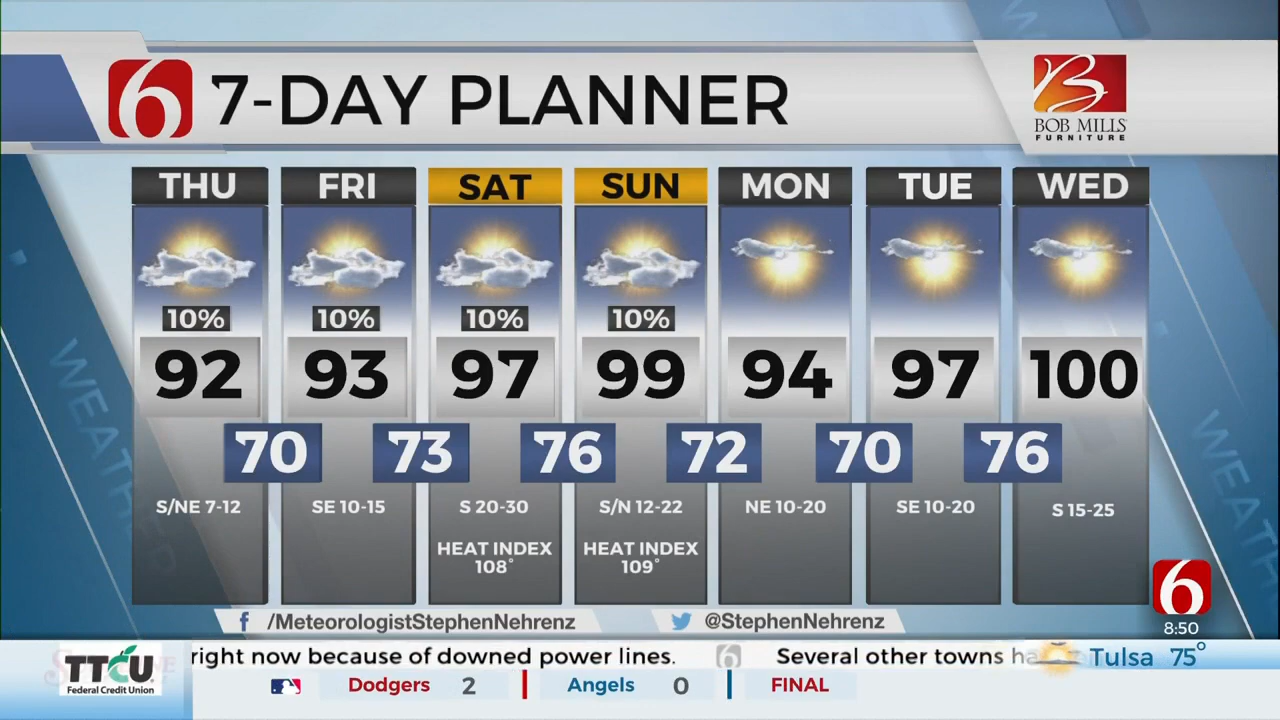 6 7-DAY PLANNER
BOB MILLS
FURNITURE
THU FRI SAT SUN MON TUE WED
10% 10% 10% 10%
92 93 97 99 94 97 100
70 73 76 72 70 76
S/NE 7-12 SE 10-15 S 20-30 S/N 12-22 NE 10-20 SE 10-20 S 15-25
HEAT INDEX 108° HEAT INDEX 109°
WEATHER
6
8:50
f /MeteorologistStephenNehrenz @StephenNehrenz
TTCU
Federal Credit Union
right now because of downed power lines. 6 Several other towns ha
Tulsa 75°
Dodgers 2 Angels 0 FINAL